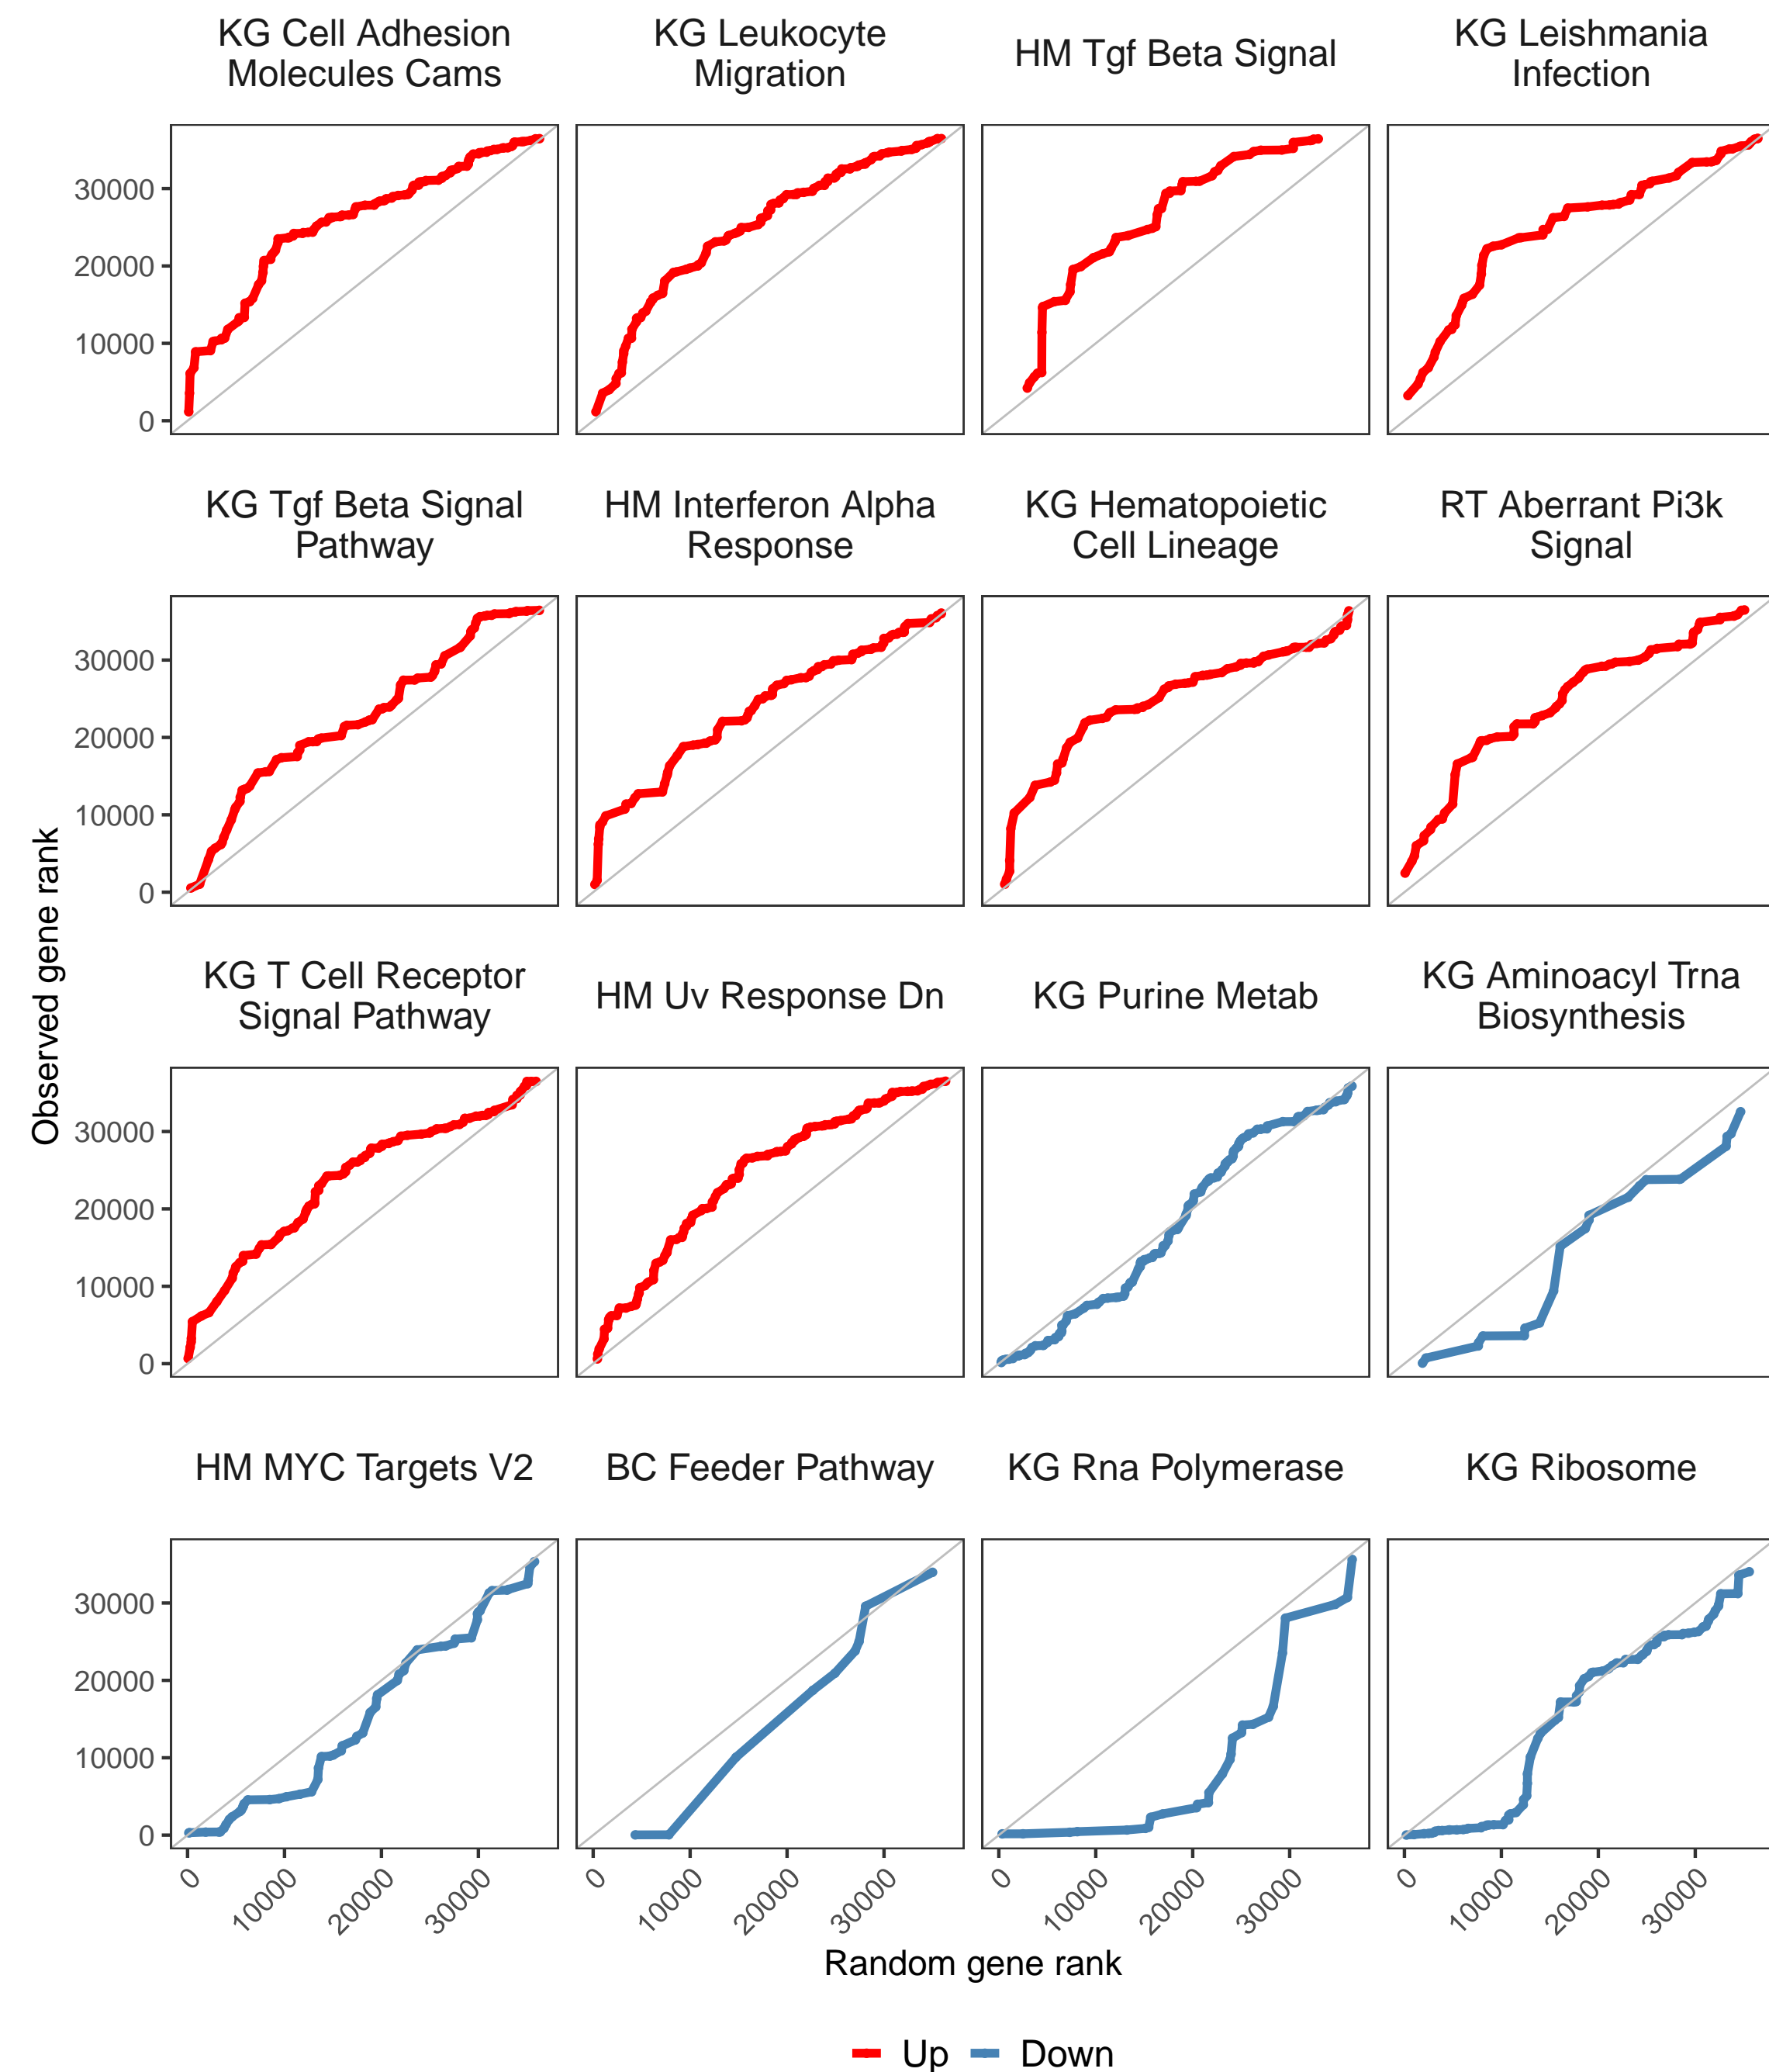 KG Cell Adhesion
Molecules Cams
KG Leukocyte
Migration
HM Tgf Beta Signal
KG Leishmania
Infection
30000
20000
10000
0
KG Tgf Beta Signal
Pathway
HM Interferon Alpha
Response
KG Hematopoietic
Cell Lineage
RT Aberrant Pi3k
Signal
30000
20000
10000
0
Observed gene rank
KG T Cell Receptor
Signal Pathway
HM Uv Response Dn
KG Purine Metab
KG Aminoacyl Trna
Biosynthesis
30000
20000
10000
0
HM MYC Targets V2
BC Feeder Pathway
KG Rna Polymerase
KG Ribosome
30000
20000
10000
0
0 10000 20000 30000
0 10000 20000 30000
0 10000 20000 30000
0 10000 20000 30000
Random gene rank
Up Down